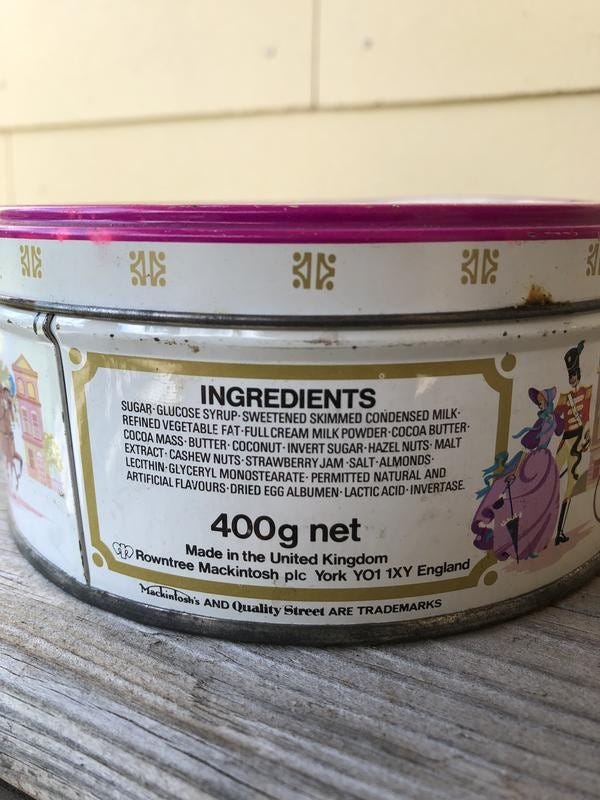 INGREDIENTS
SUGAR·GLUCOSE SYRUP·SWEETENED SKIMMED CONDENSED MILK·
REFINED VEGETABLE FAT·FULL CREAM MILK POWDER·COCOA BUTTER·
COCOA MASS·BUTTER·COCONUT·INVERT SUGAR·HAZEL NUTS·MALT
EXTRACT·CASHEW NUTS·STRAWBERRY JAM·SALT·ALMONDS·
LECITHIN·GLYCERYL MONOSTEARATE·PERMITTED NATURAL AND
ARTIFICIAL FLAVOURS·DRIED EGG ALBUMEN·LACTIC ACID·INVERTASE.
400g net
Made in the United Kingdom
Rowntree Mackintosh plc York YO1 1XY England
Mackintosh's AND Quality Street ARE TRADEMARKS